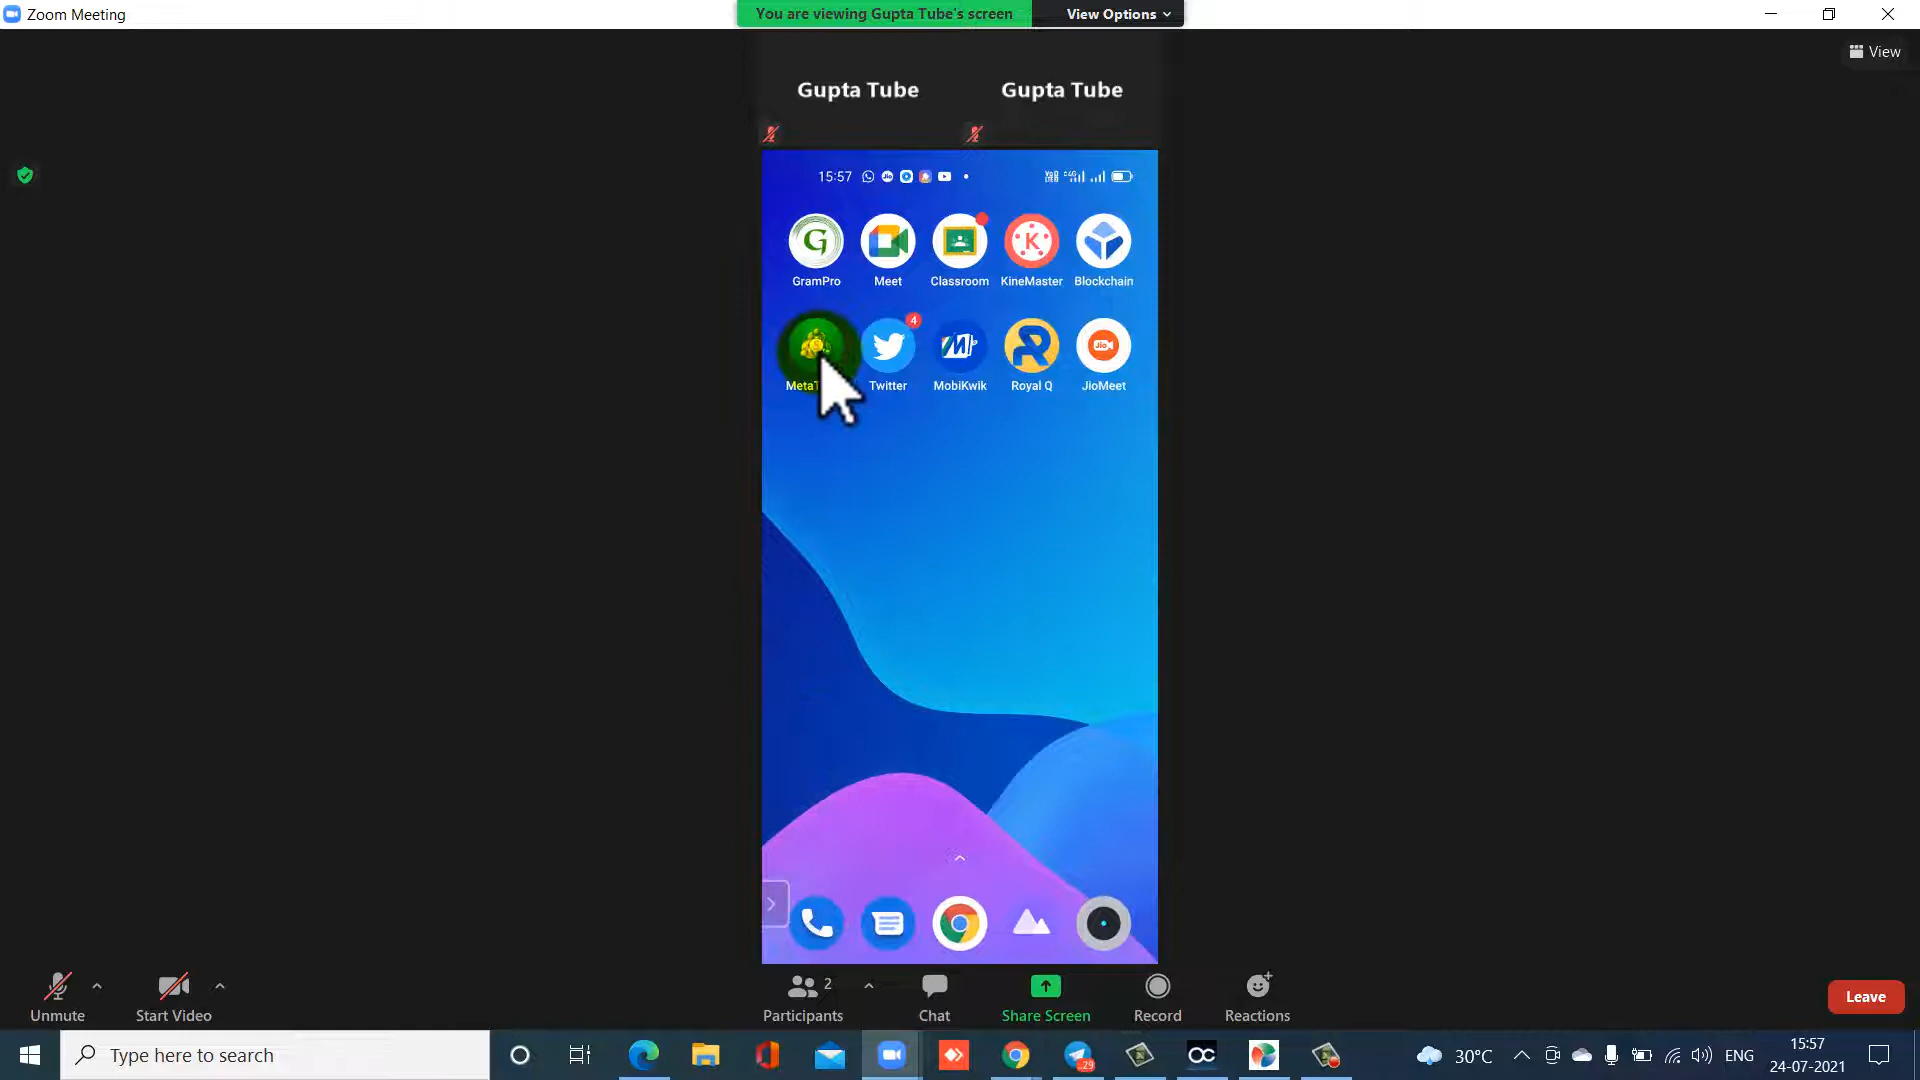 Zoom Meeting
You are viewing Gupta Tube's screen
View Options
View
Gupta Tube
Gupta Tube
15:57
GramPro
Meet
Classroom
KineMaster
Blockchain
4
Twitter
MobiKwik
Royal Q
JioMeet
Unmute
Start Video
2
Participants
Chat
Share Screen
Record
Reactions
Leave
Type here to search
29
30°C
ENG
15:57
24-07-2021